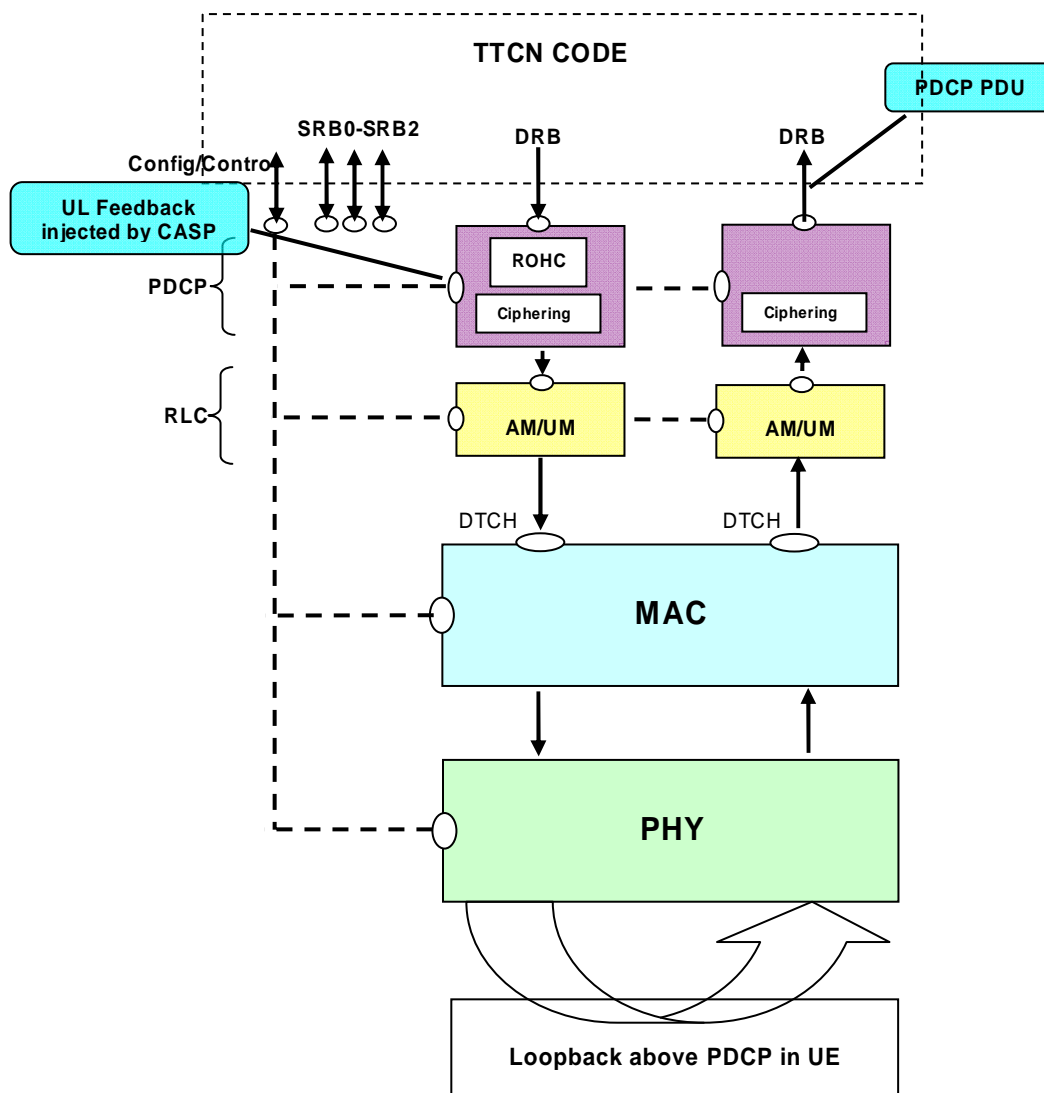 TTCN CODE
PDCP PDU
SRB0-SRB2
DRB
DRB
Config/Contro
UL Feedback
injected by CASP
ROHC
PDCP
Ciphering
Ciphering
RLC
AM/UM
AM/UM
DTCH
DTCH
MAC
PHY
Loopback above PDCP in UE